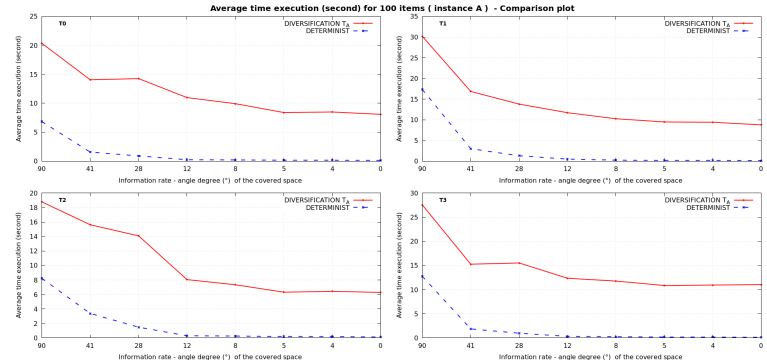 Average time execution (second) for 100 items ( instance A )  - Comparison plot
T0
DIVERSIFICATION TA
DETERMINIST
Average time execution (second)
25
20
15
10
5
0
90 41 28 12 8 5 4 0
Information rate - angle degree (°)  of the covered space
T1
DIVERSIFICATION TA
DETERMINIST
Average time execution (second)
35
30
25
20
15
10
5
0
90 41 28 12 8 5 4 0
Information rate - angle degree (°)  of the covered space
T2
DIVERSIFICATION TA
DETERMINIST
Average time execution (second)
20
18
16
14
12
10
8
6
4
2
0
90 41 28 12 8 5 4 0
Information rate - angle degree (°)  of the covered space
T3
DIVERSIFICATION TA
DETERMINIST
Average time execution (second)
30
25
20
15
10
5
0
90 41 28 12 8 5 4 0
Information rate - angle degree (°)  of the covered space